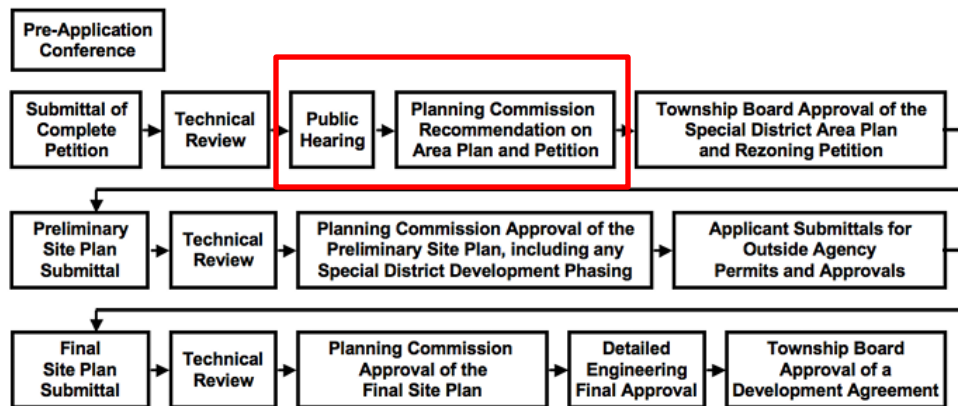 Pre-Application
Conference
Submittal of
Complete
Petition
Technical
Review
Public
Hearing
Planning Commission
Recommendation on
Area Plan and Petition
Township Board Approval of the
Special District Area Plan
and Rezoning Petition
Preliminary
Site Plan
Submittal
Technical
Review
Planning Commission Approval of the
Preliminary Site Plan, including any
Special District Development Phasing
Applicant Submittals for
Outside Agency
Permits and Approvals
Final
Site Plan
Submittal
Technical
Review
Planning Commission
Approval of the
Final Site Plan
Detailed
Engineering
Final Approval
Township Board
Approval of a
Development Agreement